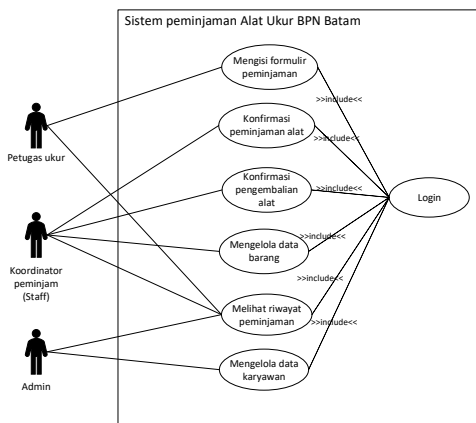 Sistem peminjaman Alat Ukur BPN Batam
Mengisi formulir
peminjaman
>>include<<
Konfirmasi
peminjaman alat
>>include<<
Petugas ukur
Konfirmasi
pengembalian
alat
>>include<<
Login
Mengelola data
barang
>>include<<
Koordinator
peminjam
(Staff)
>>include<<
Melihat riwayat
peminjaman
>>include<<
Mengelola data
karyawan
Admin